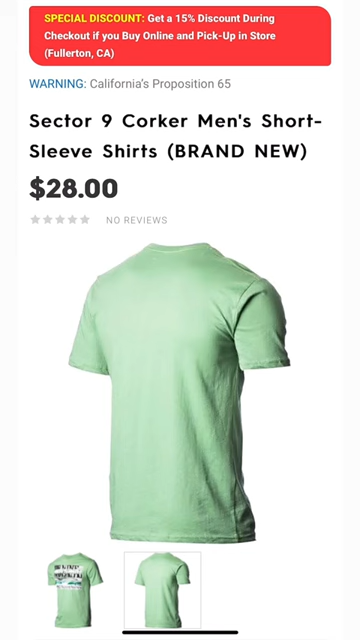 SPECIAL DISCOUNT: Get a 15% Discount During
Checkout if you Buy Online and Pick-Up in Store
(Fullerton, CA)
WARNING: California’s Proposition 65
Sector 9 Corker Men's Short-
Sleeve Shirts (BRAND NEW)
$28.00
NO REVIEWS